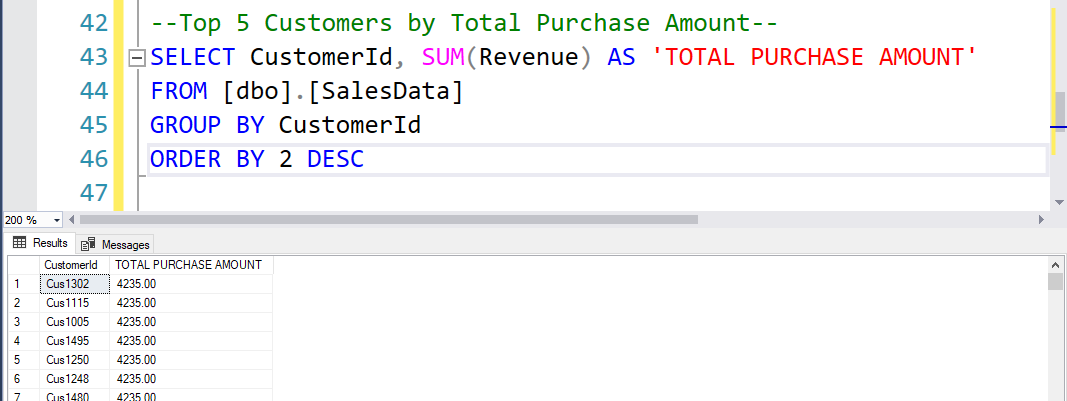 42 --Top 5 Customers by Total Purchase Amount--
43 SELECT CustomerId, SUM(Revenue) AS 'TOTAL PURCHASE AMOUNT'
44 FROM [dbo].[SalesData]
45 GROUP BY CustomerId
46 ORDER BY 2 DESC
47
200 %
Results Messages
CustomerId TOTAL PURCHASE AMOUNT
1 Cus1302 4235.00
2 Cus1115 4235.00
3 Cus1005 4235.00
4 Cus1495 4235.00
5 Cus1250 4235.00
6 Cus1248 4235.00
7 Cus1480 4235.00